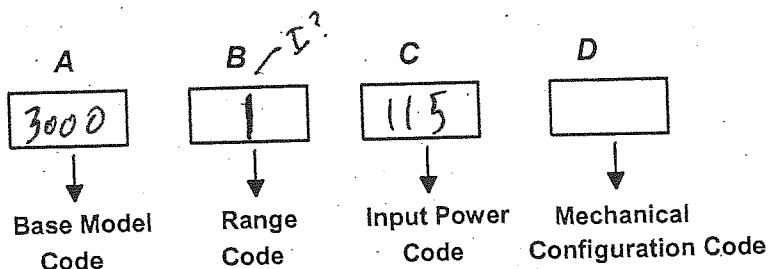 A B I? C D
3000 1 115
Base Model Range Input Power Mechanical
Code Code Code Configuration Code